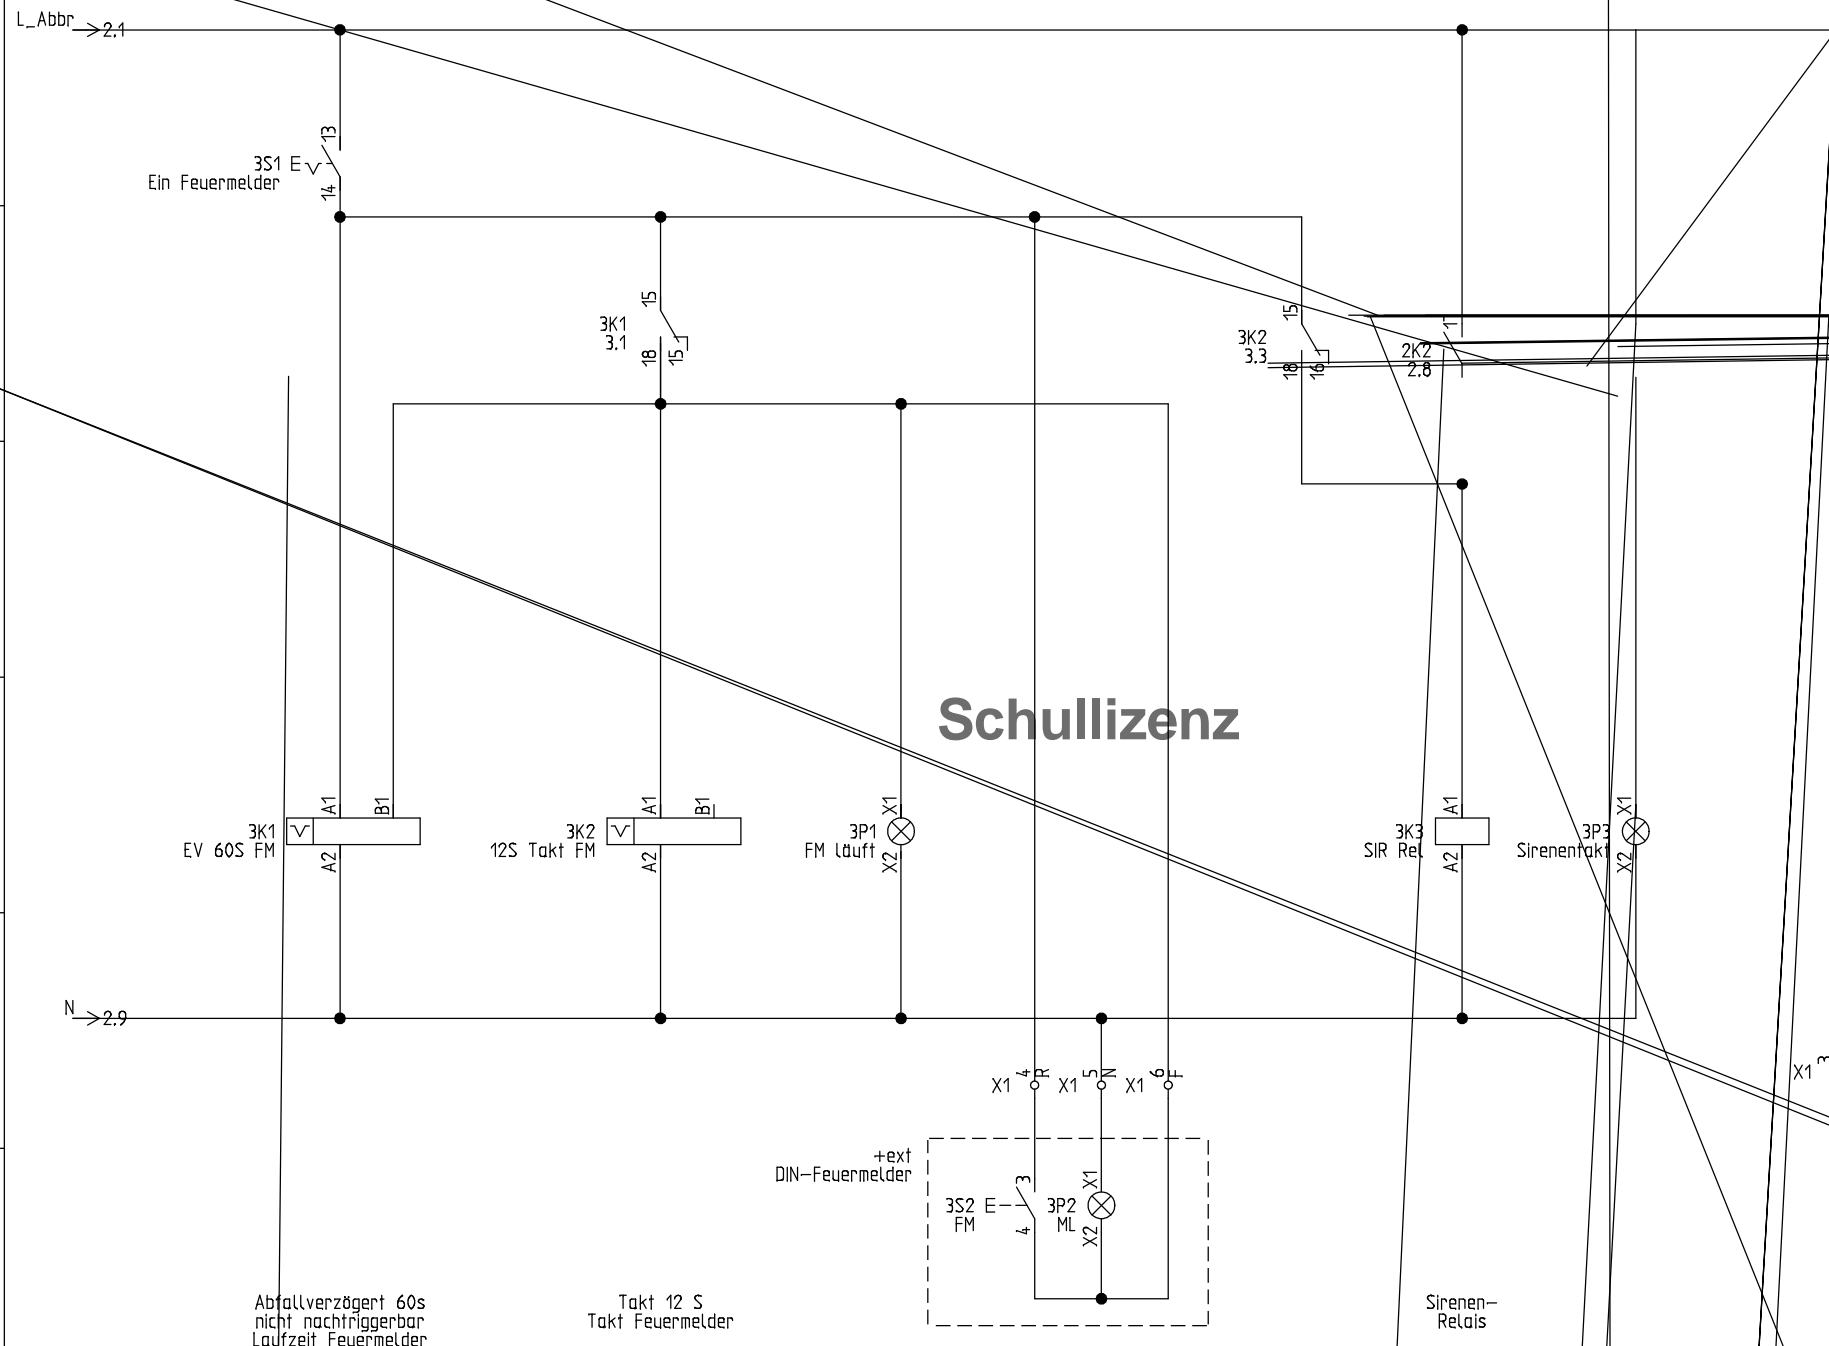 L_Abbr
2.1
13
3S1
Ein Feuermelder
14
15
3K1
3.1
18
15
15
3K2
3.3
18
16
1
2K2
2.8
Schullizenz
A1
B1
3K1
EV 60S FM
A2
A1
B1
3K2
12S Takt FM
A2
X1
3P1
FM läuft
X2
A1
3K3
SIR Rel
A2
X1
3P3
Sirenentakt
X2
N
2.9
X1 4 R
X1 5 N
X1 6 F
X1 3
+ext
DIN-Feuermelder
3
3S2
FM
4
X1
3P2
ML
X2
Abfallverzögert 60s
nicht nachtriggerbar
Laufzeit Feuermelder
Takt 12 S
Takt Feuermelder
Sirenen-
Relais